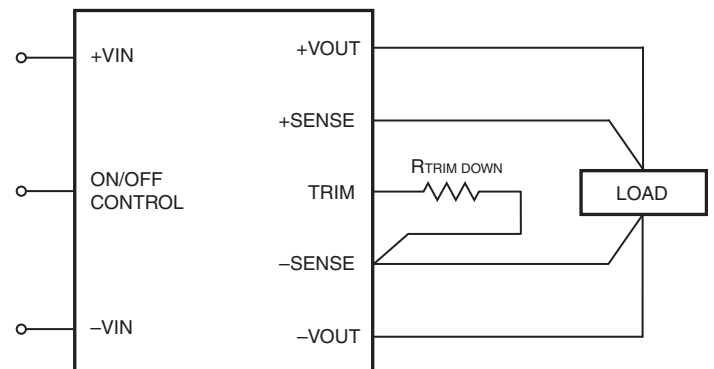 +VIN
+VOUT
+SENSE
RTRIM DOWN
ON/OFF
CONTROL
TRIM
LOAD
–SENSE
–VIN
–VOUT